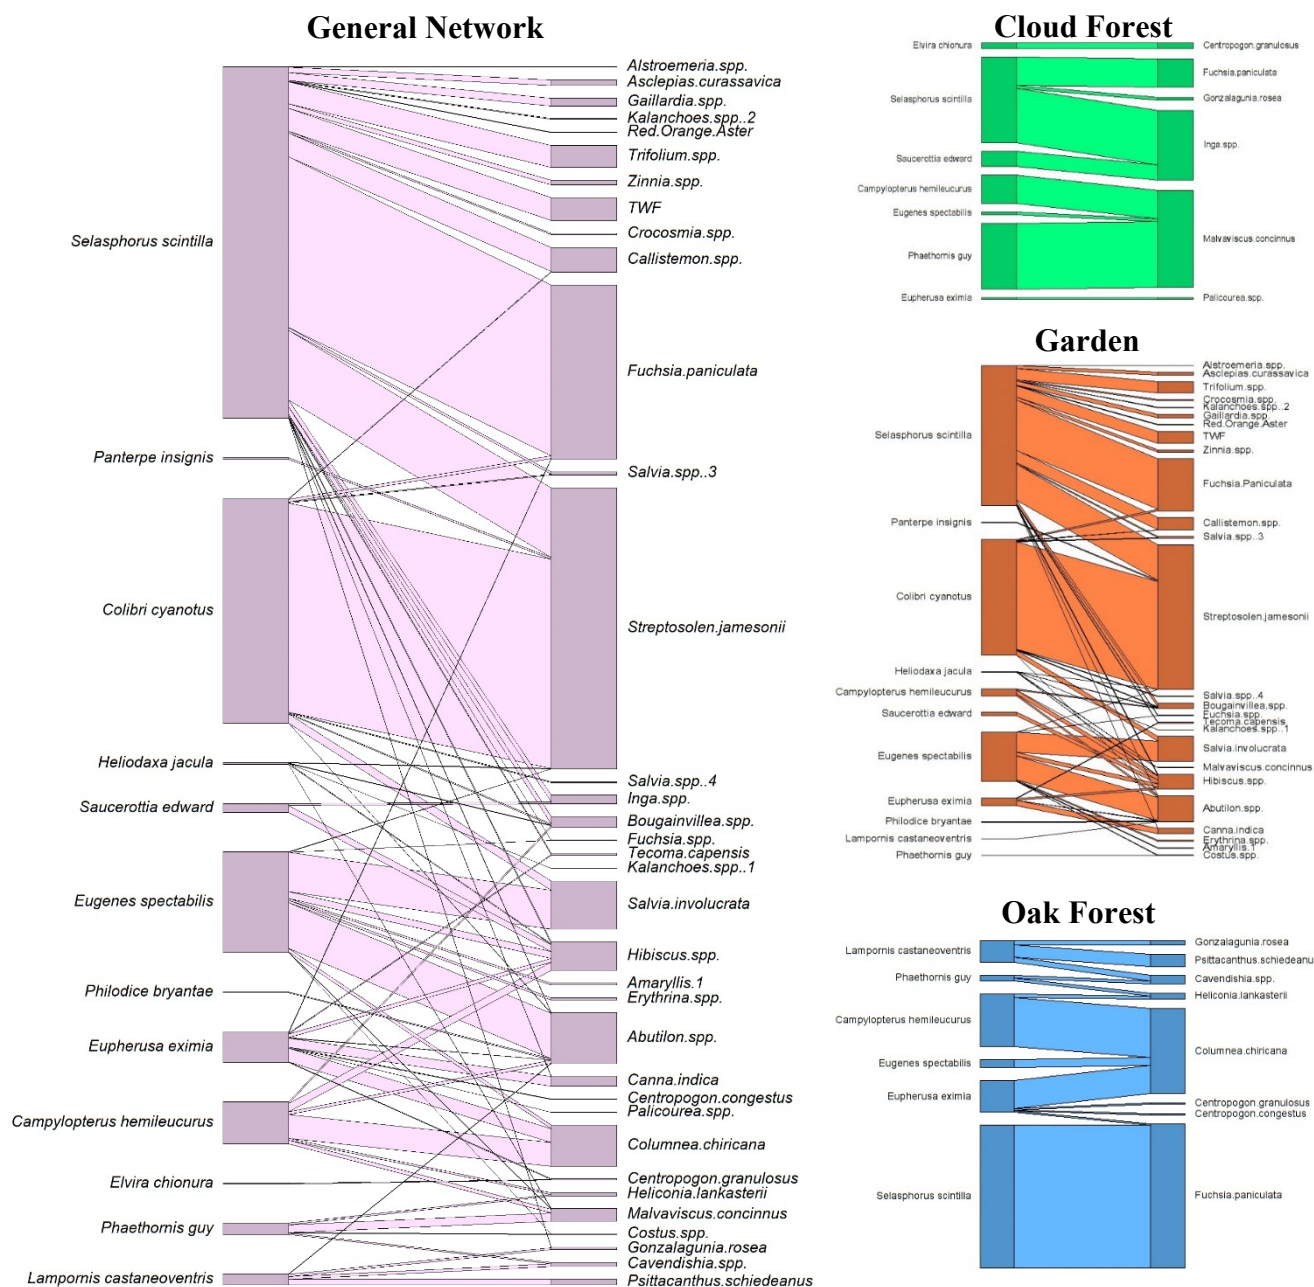 General Network
Selasphorus scintilla
Panterpe insignis
Colibri cyanotus
Heliodaxa jacula
Saucerottia edward
Eugenes spectabilis
Philodice bryantae
Eupherusa eximia
Campylopterus hemileucurus
Elvira chionura
Phaethornis guy
Lampornis castaneoventris
Alstroemeria.spp.
Asclepias.curassavica
Gaillardia.spp.
Kalanchoes.spp..2
Red.Orange.Aster
Trifolium.spp.
Zinnia.spp.
TWF
Crocosmia.spp.
Callistemon.spp.
Fuchsia.paniculata
Salvia.spp..3
Streptosolen.jamesonii
Salvia.spp..4
Inga.spp.
Bougainvillea.spp.
Fuchsia.spp.
Tecoma.capensis
Kalanchoes.spp..1
Salvia.involucrata
Hibiscus.spp.
Amaryllis.1
Erythrina.spp.
Abutilon.spp.
Canna.indica
Centropogon.congestus
Palicourea.spp.
Columnea.chiricana
Centropogon.granulosus
Heliconia.lankasterii
Malvaviscus.concinnus
Costus.spp.
Gonzalagunia.rosea
Cavendishia.spp.
Psittacanthus.schiedeanus
Cloud Forest
Elvira chionura
Selasphorus scintilla
Saucerottia edward
Campylopterus hemileucurus
Eugenes spectabilis
Phaethornis guy
Eupherusa eximia
Centropogon.granulosus
Fuchsia.paniculata
Gonzalagunia.rosea
Inga.spp.
Malvaviscus.concinnus
Palicourea.spp.
Garden
Selasphorus scintilla
Panterpe insignis
Colibri cyanotus
Heliodaxa jacula
Campylopterus hemileucurus
Saucerottia edward
Eugenes spectabilis
Eupherusa eximia
Philodice bryantae
Lampornis castaneoventris
Phaethornis guy
Alstroemeria.spp.
Asclepias.curassavica
Trifolium.spp.
Crocosmia.spp.
Kalanchoes.spp..2
Gaillardia.spp.
Red.Orange.Aster
TWF
Zinnia.spp.
Fuchsia.Paniculata
Callistemon.spp.
Salvia.spp..3
Streptosolen.jamesonii
Salvia.spp..4
Bougainvillea.spp.
Fuchsia.spp.
Tecoma.capensis
Kalanchoes.spp..1
Salvia.involucrata
Malvaviscus.concinnus
Hibiscus.spp.
Abutilon.spp.
Canna.indica
Erythrina.spp.
Amaryllis.1
Costus.spp.
Oak Forest
Lampornis castaneoventris
Phaethornis guy
Campylopterus hemileucurus
Eugenes spectabilis
Eupherusa eximia
Selasphorus scintilla
Gonzalagunia.rosea
Psittacanthus.schiedeanu
Cavendishia.spp.
Heliconia.lankasterii
Columnea.chiricana
Centropogon.granulosus
Centropogon.congestus
Fuchsia.paniculata